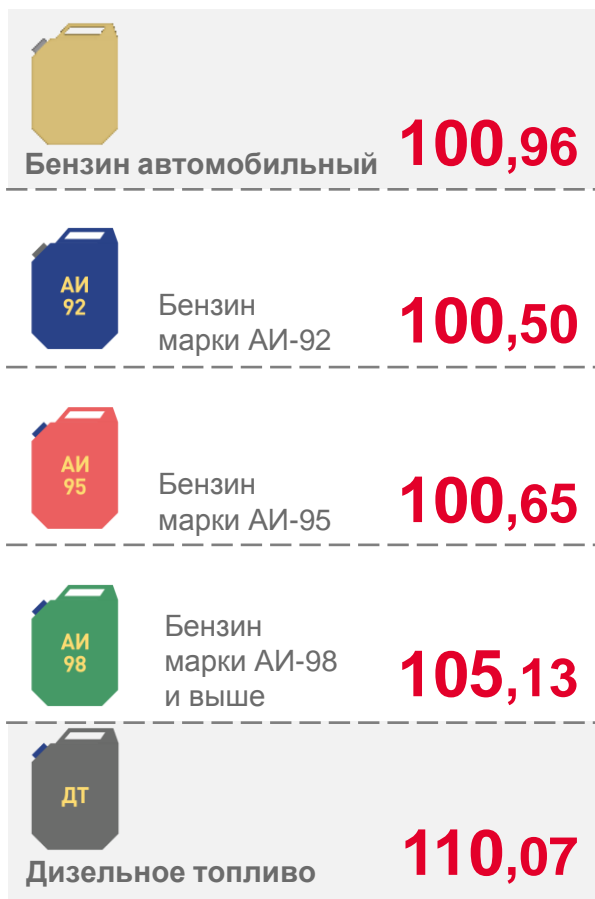 Бензин автомобильный 100,96
АИ
92
Бензин
марки АИ-92
100,50
АИ
95
Бензин
марки АИ-95
100,65
АИ
98
Бензин
марки АИ-98
и выше
105,13
ДТ
Дизельное топливо 110,07